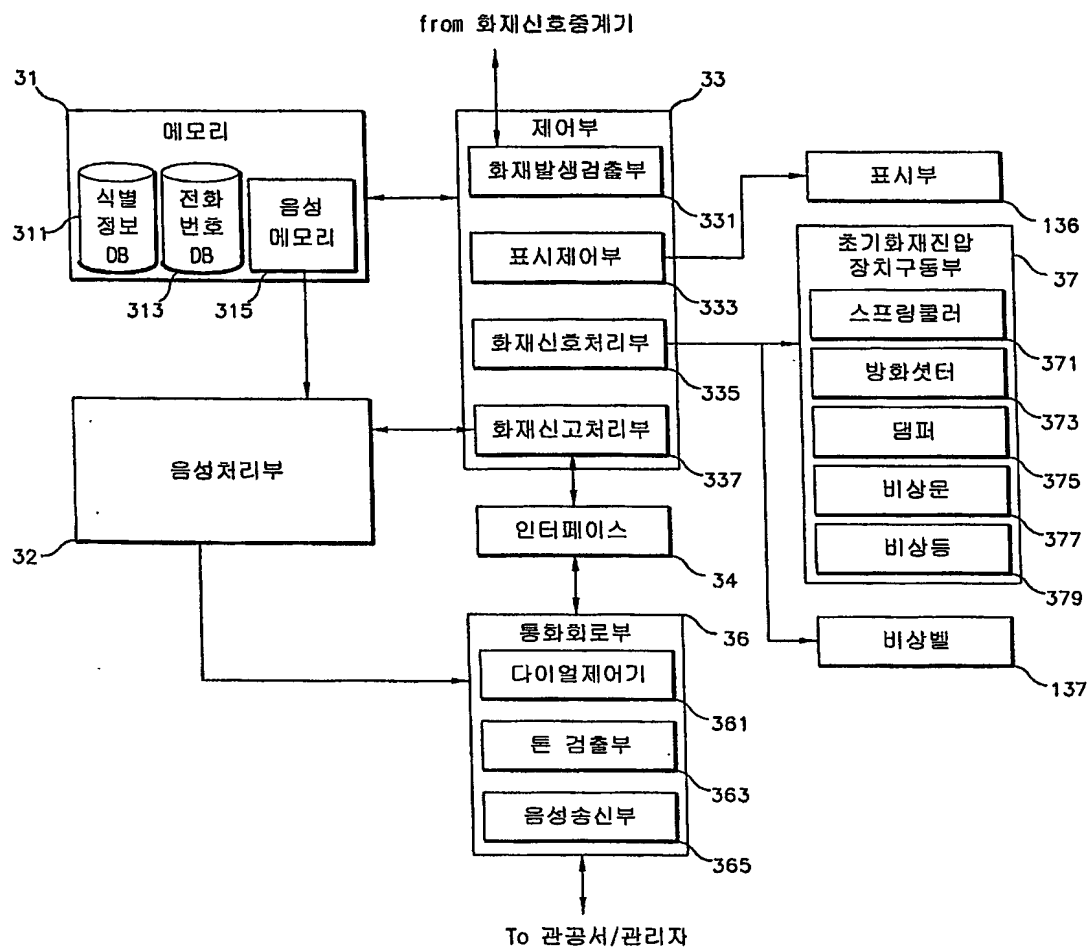 from 화재신호중계기
31
메모리
식별
정보
DB
전화
번호
DB
음성
메모리
311
313
315
33
제어부
화재발생검출부
331
표시제어부
333
화재신호처리부
335
화재신고처리부
337
표시부
136
초기화재진압
장치구동부
37
스프링쿨러
371
방화셧터
373
댐퍼
375
비상문
377
비상등
379
비상벨
137
음성처리부
32
인터페이스
34
통화회로부
36
다이얼제어기
361
톤 검출부
363
음성송신부
365
To 관공서/관리자